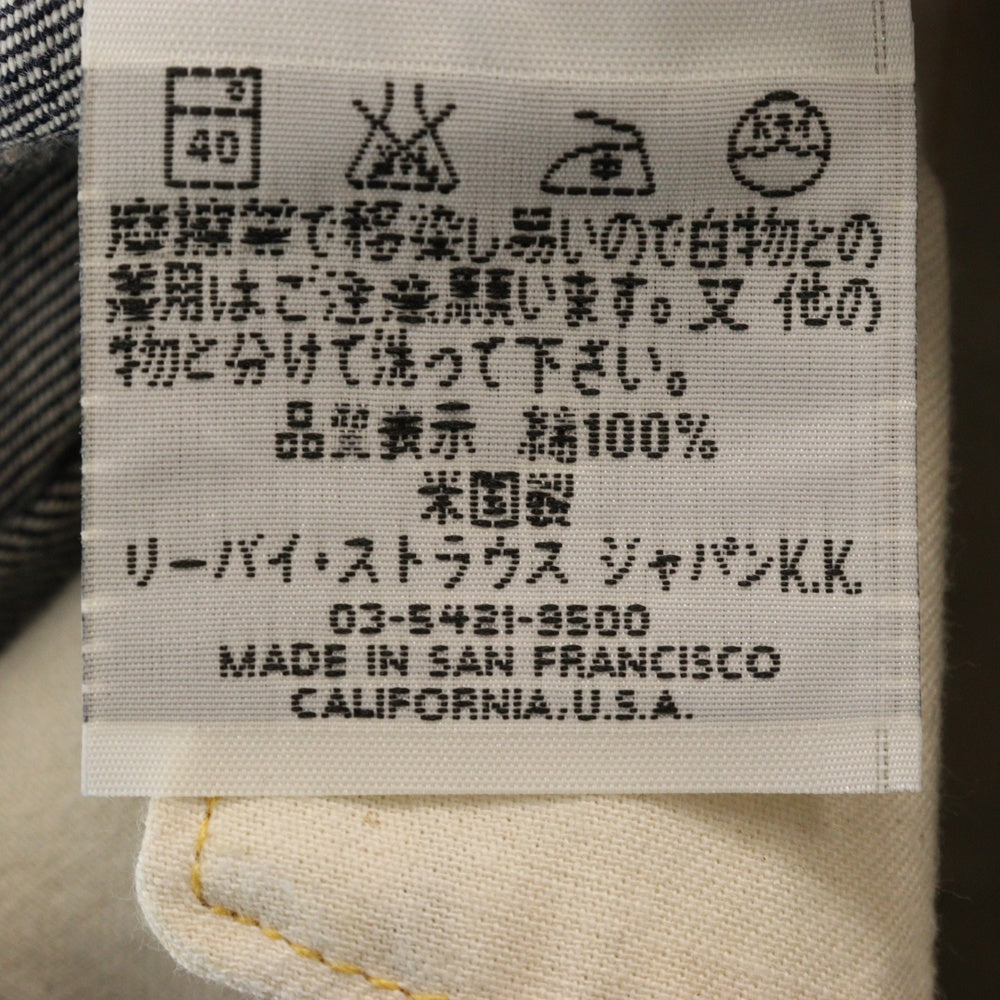 40
ドライ
摩擦等で移染し易いので白物との
着用はご注意願います。又 他の
物と分けて洗って下さい。
品質表示 綿100%
米国製
リーバイ・ストラウス ジャパンK.K.
03-5421-9500
MADE IN SAN FRANCISCO
CALIFORNIA,U.S.A.